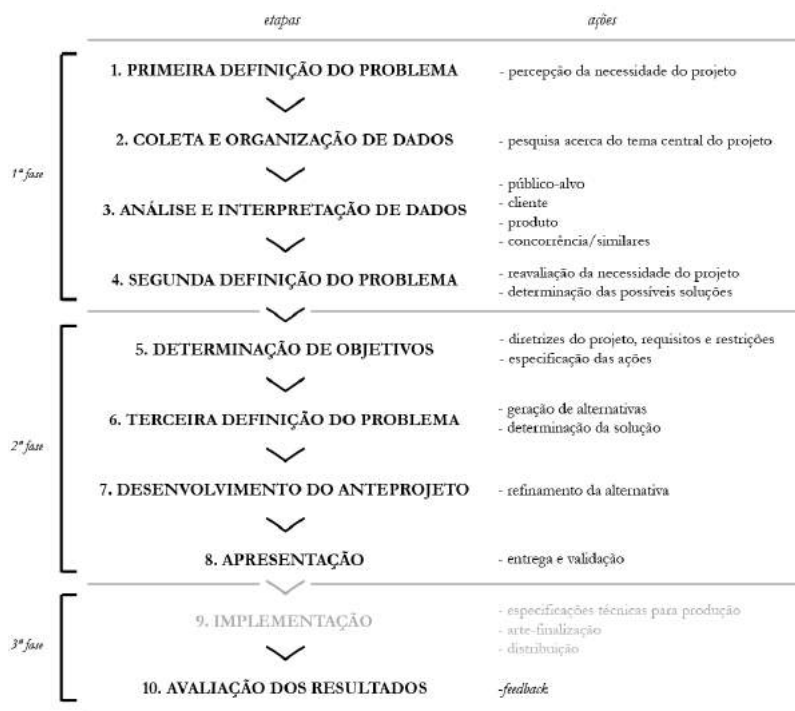 etapas ações
1ª fase
1. PRIMEIRA DEFINIÇÃO DO PROBLEMA - percepção da necessidade do projeto
2. COLETA E ORGANIZAÇÃO DE DADOS - pesquisa acerca do tema central do projeto
3. ANÁLISE E INTERPRETAÇÃO DE DADOS
- público-alvo
- cliente
- produto
- concorrência/similares
4. SEGUNDA DEFINIÇÃO DO PROBLEMA
- reavaliação da necessidade do projeto
- determinação das possíveis soluções
2ª fase
5. DETERMINAÇÃO DE OBJETIVOS
- diretrizes do projeto, requisitos e restrições
- especificação das ações
6. TERCEIRA DEFINIÇÃO DO PROBLEMA
- geração de alternativas
- determinação da solução
7. DESENVOLVIMENTO DO ANTEPROJETO - refinamento da alternativa
8. APRESENTAÇÃO - entrega e validação
3ª fase
9. IMPLEMENTAÇÃO
- especificações técnicas para produção
- arte-finalização
- distribuição
10. AVALIAÇÃO DOS RESULTADOS -feedback